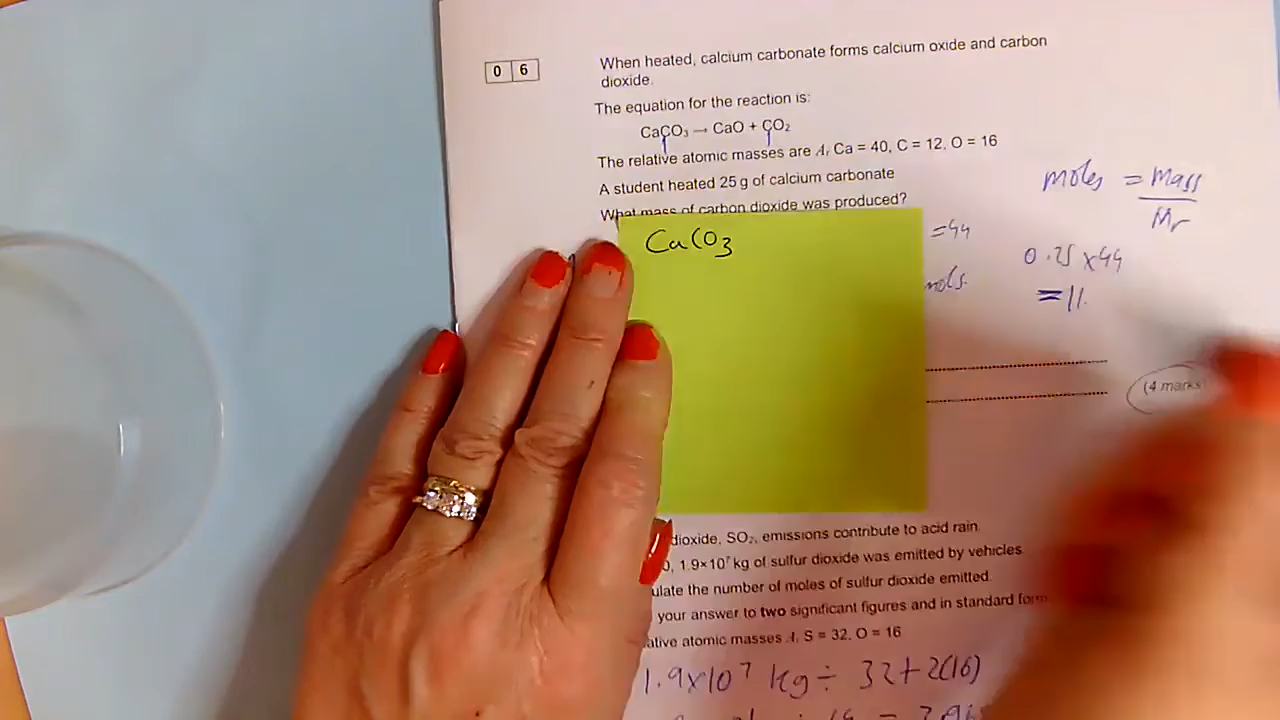 0 6
When heated, calcium carbonate forms calcium oxide and carbon
dioxide.
The equation for the reaction is:
CaCO₃ → CaO + CO₂
The relative atomic masses are Aᵣ Ca = 40, C = 12, O = 16
A student heated 25 g of calcium carbonate
What mass of carbon dioxide was produced?
moles = Mass
Mr
CaCO3
=44
0.25 x44
mols.
=11.
(4 marks
dioxide, SO₂, emissions contribute to acid rain.
0, 1.9×10⁷ kg of sulfur dioxide was emitted by vehicles
ulate the number of moles of sulfur dioxide emitted.
your answer to two significant figures and in standard form
ative atomic masses Aᵣ S = 32, O = 16
1.9x10⁷ kg ÷ 32+2(16)